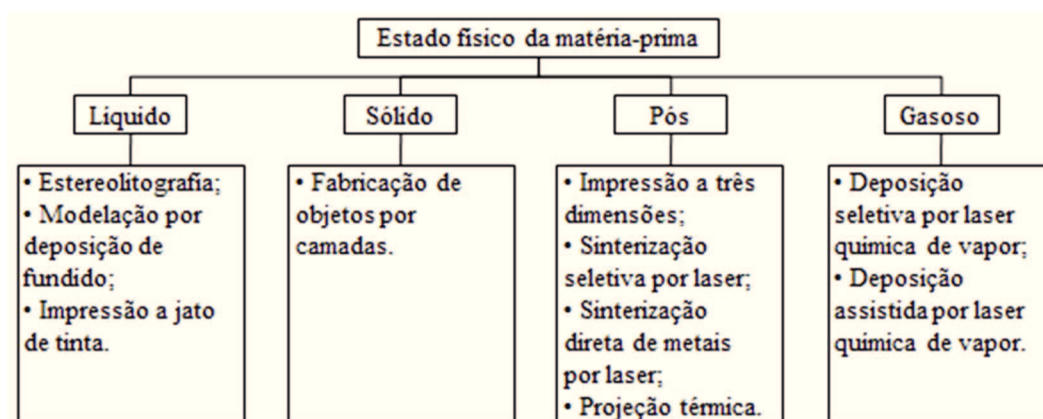 Estado físico da matéria-prima
Líquido
Sólido
Pós
Gasoso
• Estereolitografia;
• Modelação por
deposição de
fundido;
• Impressão a jato
de tinta.
• Fabricação de
objetos por
camadas.
• Impressão a três
dimensões;
• Sinterização
seletiva por laser;
• Sinterização
direta de metais
por laser;
• Projeção térmica.
• Deposição
seletiva por laser
química de vapor;
• Deposição
assistida por laser
química de vapor.